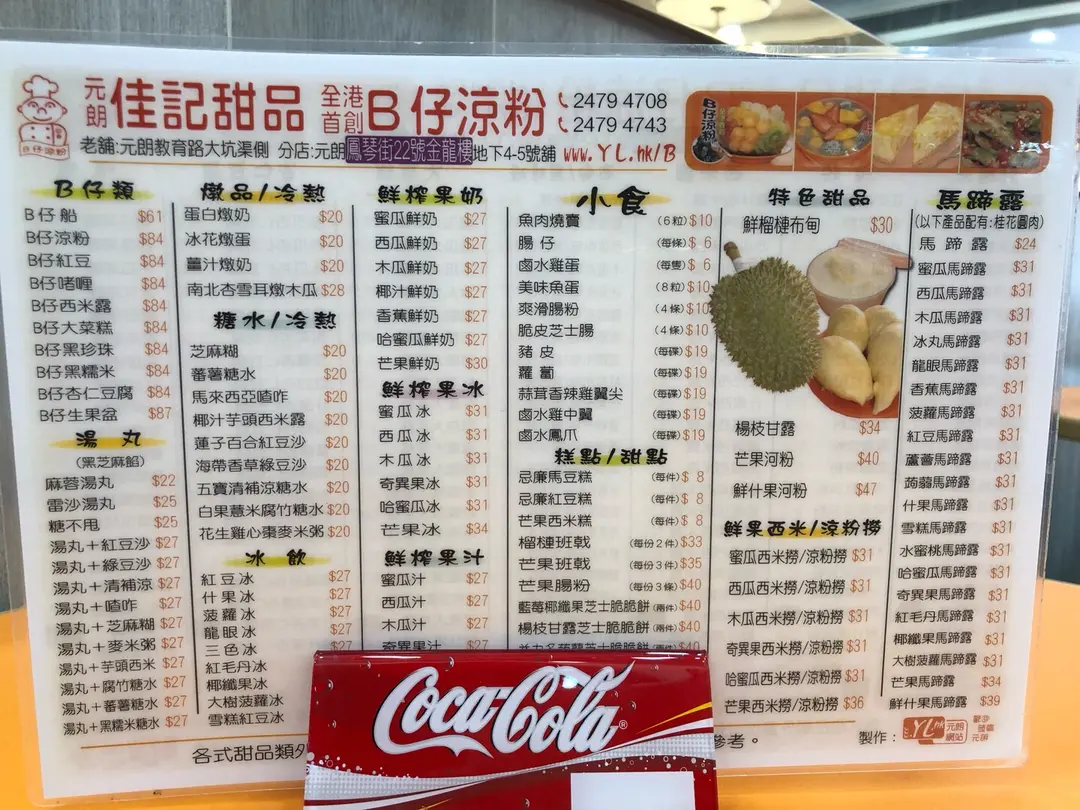 元朗 佳記甜品 全港首創 B仔涼粉 2479 4708
2479 4743
老舖:元朗教育路大坑渠側 分店:元朗鳳琴街22號金龍樓地下4-5號舖 www.YL.hk/B
B仔涼粉
B仔類
B仔船 $61
B仔涼粉 $84
B仔紅豆 $84
B仔啫喱 $84
B仔西米露 $84
B仔大菜糕 $84
B仔黑珍珠 $84
B仔黑糯米 $84
B仔杏仁豆腐 $84
B仔生果盆 $87
湯丸
(黑芝麻餡)
麻蓉湯丸 $22
雷沙湯丸 $25
糖不甩 $25
湯丸+紅豆沙 $27
湯丸+綠豆沙 $27
湯丸+清補涼 $27
湯丸+喳咋 $27
湯丸+芝麻糊 $27
湯丸+麥米粥 $27
湯丸+芋頭西米 $27
湯丸+腐竹糖水 $27
湯丸+蕃薯糖水 $27
湯丸+黑糯米糖水 $27
燉品/冷熱
蛋白燉奶 $20
冰花燉蛋 $20
薑汁燉奶 $20
南北杏雪耳燉木瓜 $28
糖水/冷熱
芝麻糊 $20
蕃薯糖水 $20
馬來西亞喳咋 $20
椰汁芋頭西米露 $20
蓮子百合紅豆沙 $20
海帶香草綠豆沙 $20
五寶清補涼糖水 $20
白果薏米腐竹糖水 $20
花生雞心棗麥米粥 $20
冰飲
紅豆冰 $27
什果冰 $27
菠蘿冰 $27
龍眼冰 $27
三色冰 $27
紅毛丹冰
椰纖果冰
大樹菠蘿冰
雪糕紅豆冰
鮮榨果奶
蜜瓜鮮奶 $27
西瓜鮮奶 $27
木瓜鮮奶 $27
椰汁鮮奶 $27
香蕉鮮奶 $27
哈蜜瓜鮮奶 $27
芒果鮮奶 $30
鮮榨果冰
蜜瓜冰 $31
西瓜冰 $31
木瓜冰 $31
奇異果冰 $31
哈蜜瓜冰 $31
芒果冰 $34
鮮榨果汁
蜜瓜汁 $27
西瓜汁 $27
木瓜汁 $27
奇異果汁 $27
小食
魚肉燒賣 (6粒) $10
腸仔 (每條) $ 6
鹵水雞蛋 (每隻) $ 6
美味魚蛋 (8粒) $10
爽滑腸粉 (4條) $10
脆皮芝士腸 (4條) $10
豬皮 (每碟) $19
蘿蔔 (每碟) $19
蒜茸香辣雞翼尖 (每碟) $19
鹵水雞中翼 (每碟) $19
鹵水鳳爪 (每碟) $19
糕點/甜點
忌廉馬豆糕 (每件) $ 8
忌廉紅豆糕 (每件) $ 8
芒果西米糕 (每件) $ 8
榴槤班戟 (每份2件) $33
芒果班戟 (每份3件) $35
芒果腸粉 (每份3條) $40
藍莓椰纖果芝士脆脆餅 (兩件) $40
楊枝甘露芝士脆脆餅 (兩件) $40
特色甜品
鮮榴槤布甸 $30
楊枝甘露 $34
芒果河粉 $40
鮮什果河粉 $47
鮮果西米/涼粉撈
蜜瓜西米撈/涼粉撈 $31
西瓜西米撈/涼粉撈 $31
木瓜西米撈/涼粉撈 $31
奇異果西米撈/涼粉撈 $31
哈蜜瓜西米撈/涼粉撈 $31
芒果西米撈/涼粉撈 $36
馬蹄露
(以下產品配有:桂花圓肉)
馬蹄露 $24
蜜瓜馬蹄露 $31
西瓜馬蹄露 $31
木瓜馬蹄露 $31
冰丸馬蹄露 $31
龍眼馬蹄露 $31
香蕉馬蹄露 $31
菠蘿馬蹄露 $31
紅豆馬蹄露 $31
蘆薈馬蹄露 $31
蒟蒻馬蹄露 $31
什果馬蹄露 $31
雪糕馬蹄露 $31
水蜜桃馬蹄露 $31
哈蜜瓜馬蹄露 $31
奇異果馬蹄露 $31
紅毛丹馬蹄露 $31
椰纖果馬蹄露 $31
大樹菠蘿馬蹄露 $31
芒果馬蹄露 $34
鮮什果馬蹄露 $39
各式甜品類
參考。
製作: YL.hk 元朗網站
Coca-Cola®